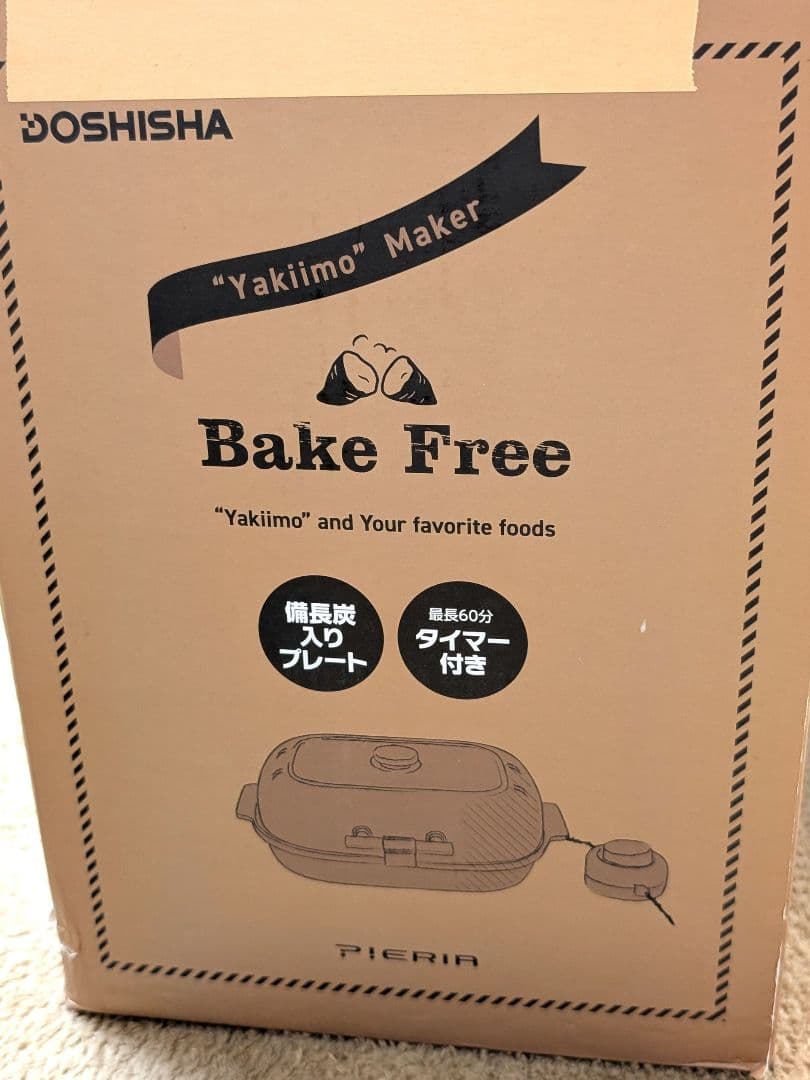 DOSHISHA
“Yakiimo” Maker
Bake Free
“Yakiimo” and Your favorite foods
備長炭
入り
プレート
最長60分
タイマー
付き
PIERIA